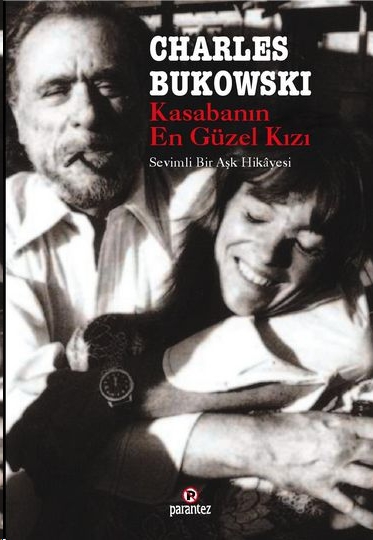 CHARLES
BUKOWSKI
Kasabanın
En Güzel Kızı
Sevimli Bir Aşk Hikâyesi
P
parantez